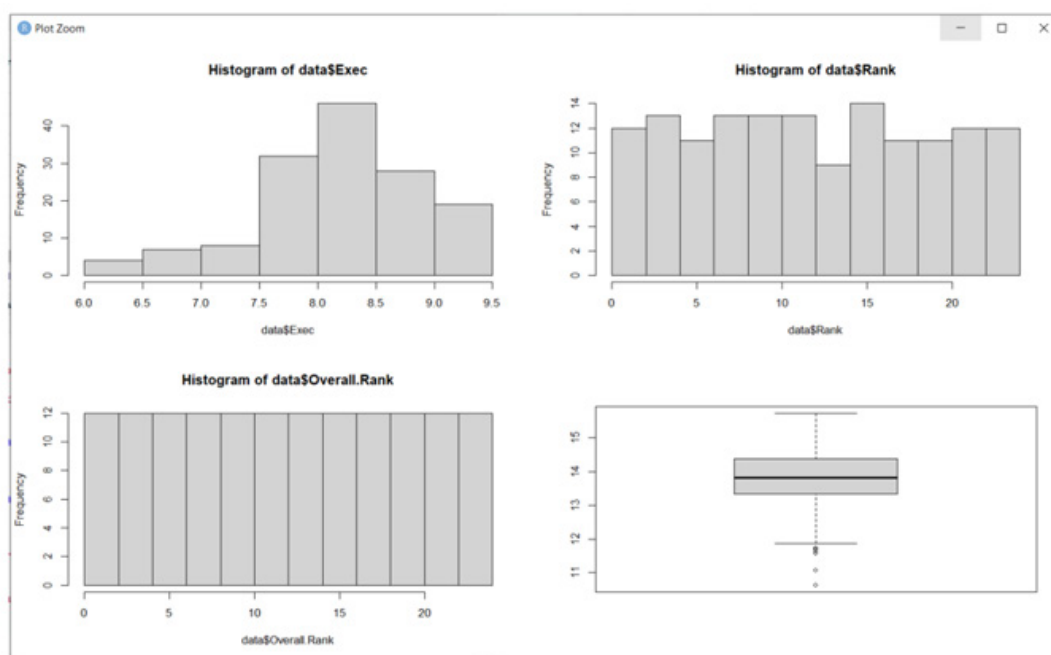 Plot Zoom
Histogram of data$Exec
Frequency
0 10 20 30 40
6.0 6.5 7.0 7.5 8.0 8.5 9.0 9.5
data$Exec
Histogram of data$Rank
Frequency
0 2 4 6 8 10 12 14
0 5 10 15 20
data$Rank
Histogram of data$Overall.Rank
Frequency
0 2 4 6 8 10 12
0 5 10 15 20
data$Overall.Rank
11 12 13 14 15